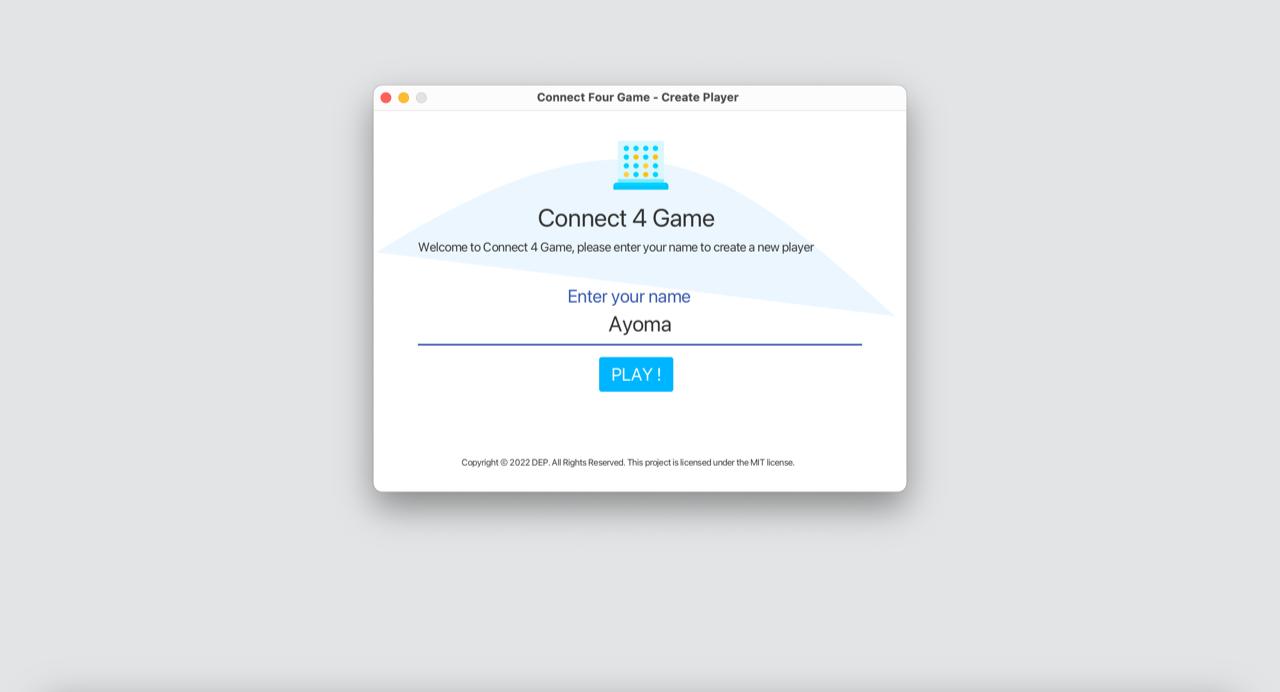 Connect Four Game - Create Player
Connect 4 Game
Welcome to Connect 4 Game, please enter your name to create a new player
Enter your name
Ayoma
PLAY !
Copyright © 2022 DEP. All Rights Reserved. This project is licensed under the MIT license.